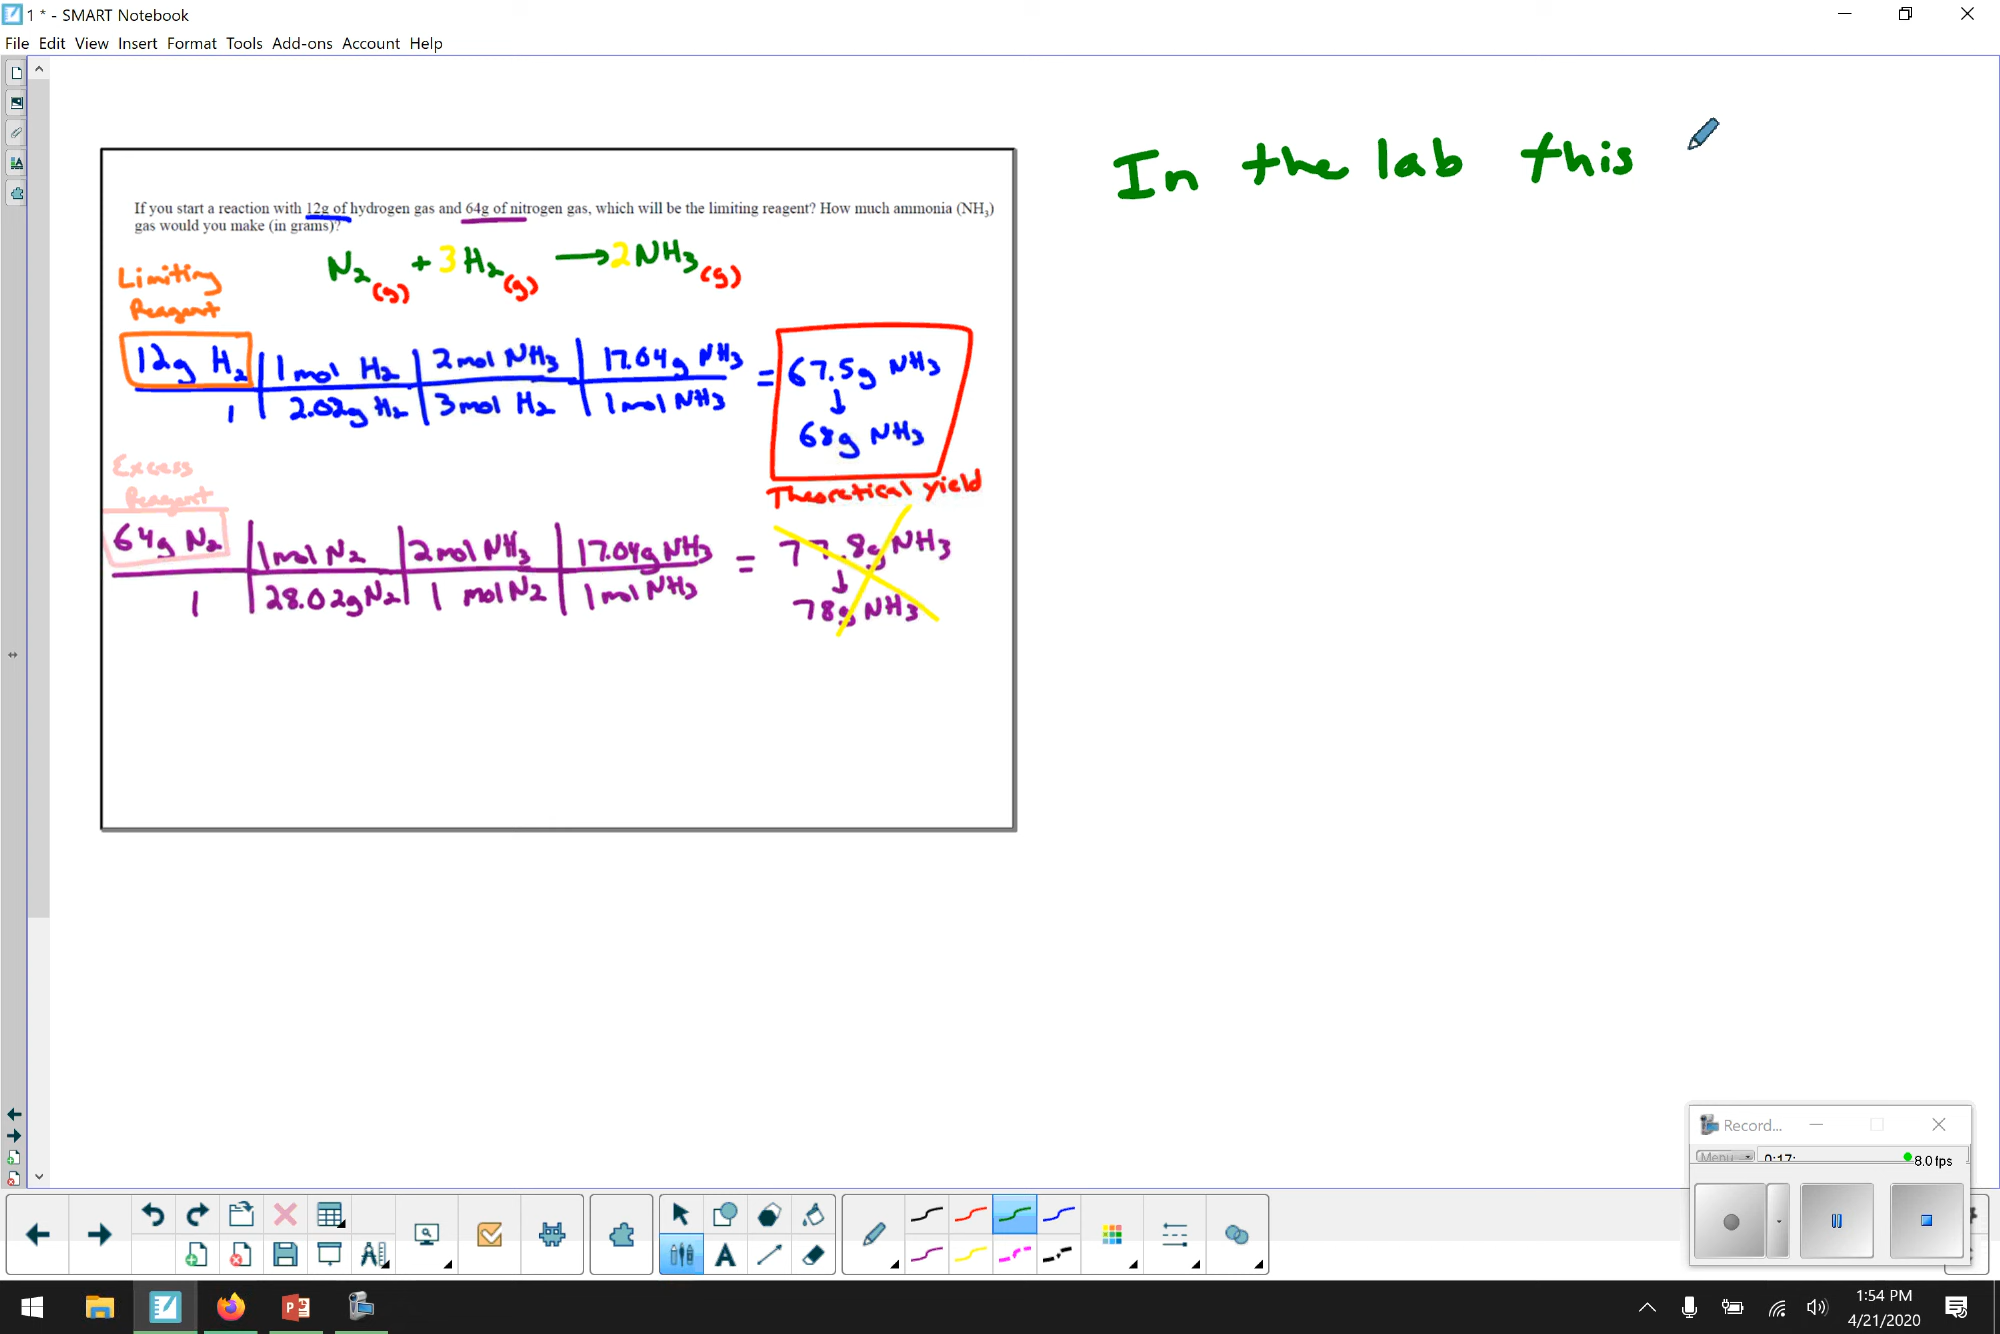 1 * - SMART Notebook
File Edit View Insert Format Tools Add-ons Account Help
In the lab this
If you start a reaction with 12g of hydrogen gas and 64g of nitrogen gas, which will be the limiting reagent? How much ammonia (NH₃)
gas would you make (in grams)?
N₂(g) + 3H₂(g) → 2NH₃(g)
Limiting
Reagent
12g H₂ | 1 mol H₂ | 2 mol NH₃ | 17.04g NH₃ = 67.5g NH₃
1 | 2.02g H₂ | 3 mol H₂ | 1 mol NH₃
↓
68g NH₃
Theoretical yield
Excess
Reagent
64g N₂ | 1 mol N₂ | 2 mol NH₃ | 17.04g NH₃ = 77.8g NH₃
1 | 28.02g N₂ | 1 mol N₂ | 1 mol NH₃
↓
78g NH₃
Record...
Menu 0:17: 8.0 fps
A
1:54 PM
4/21/2020